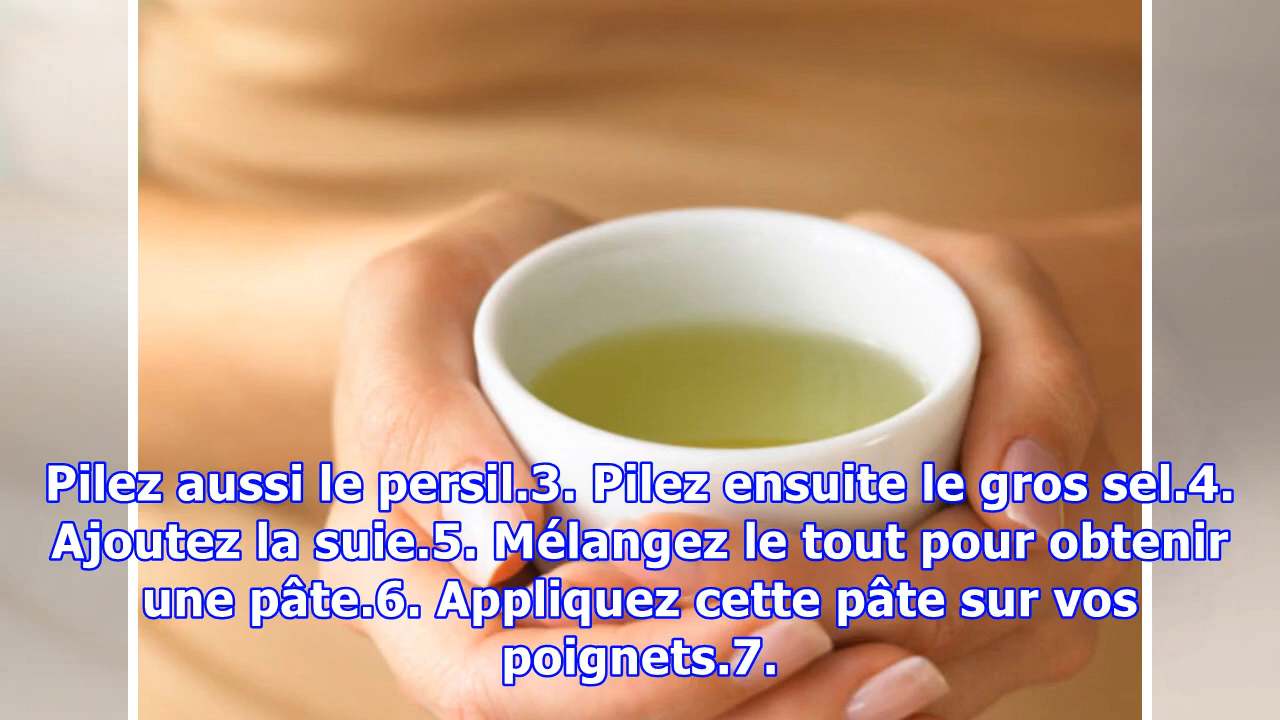 Pilez aussi le persil.3. Pilez ensuite le gros sel.4.
Ajoutez la suie.5. Mélangez le tout pour obtenir
une pâte.6. Appliquez cette pâte sur vos
poignets.7.